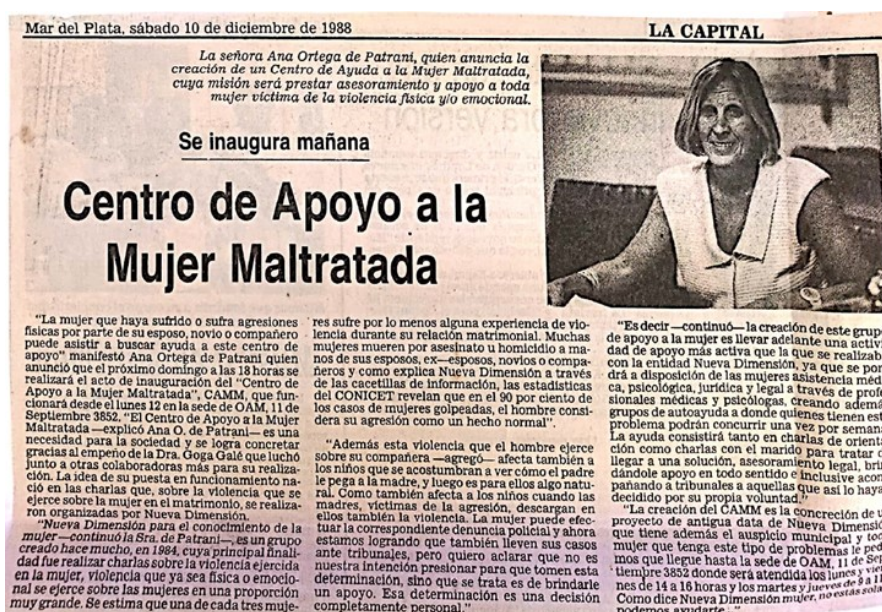 Mar del Plata, sábado 10 de diciembre de 1988
LA CAPITAL
La señora Ana Ortega de Patrani, quien anuncia la
creación de un Centro de Ayuda a la Mujer Maltratada,
cuya misión será prestar asesoramiento y apoyo a toda
mujer víctima de la violencia física y/o emocional.
Se inaugura mañana
Centro de Apoyo a la
Mujer Maltratada
"La mujer que haya sufrido o sufra agresiones
físicas por parte de su esposo, novio o compañero
puede asistir a buscar ayuda a este centro de
apoyo" manifestó Ana Ortega de Patrani quien
anunció que el próximo domingo a las 18 horas se
realizará el acto de inauguración del "Centro de
Apoyo a la Mujer Maltratada", CAMM, que fun-
cionará desde el lunes 12 en la sede de OAM, 11 de
Septiembre 3852. "El Centro de Apoyo a la Mujer
Maltratada —explicó Ana O. de Patrani— es una
necesidad para la sociedad y se logra concretar
gracias al empeño de la Dra. Goga Galé que luchó
junto a otras colaboradoras más para su realiza-
ción. La idea de su puesta en funcionamiento na-
ció en las charlas que, sobre la violencia que se
ejerce sobre la mujer en el matrimonio, se realiza-
ron organizadas por Nueva Dimensión.
"Nueva Dimensión para el conocimiento de la
mujer—continuó la Sra. de Patrani—, es un grupo
creado hace mucho, en 1984, cuya principal finali-
dad fue realizar charlas sobre la violencia ejercida
en la mujer, violencia que ya sea física o emocio-
nal se ejerce sobre las mujeres en una proporción
muy grande. Se estima que una de cada tres muje-
res sufre por lo menos alguna experiencia de vio-
lencia durante su relación matrimonial. Muchas
mujeres mueren por asesinato u homicidio a ma-
nos de sus esposos, ex—esposos, novios o compa-
ñeros y como explica Nueva Dimensión a través
de las cacetillas de información, las estadísticas
del CONICET revelan que en el 90 por ciento de
los casos de mujeres golpeadas, el hombre consi-
dera su agresión como un hecho normal".
"Además esta violencia que el hombre ejerce
sobre su compañera —agregó— afecta también a
los niños que se acostumbran a ver cómo el padre
le pega a la madre, y luego es para ellos algo natu-
ral. Como también afecta a los niños cuando las
madres, víctimas de la agresión, descargan en
ellos también la violencia. La mujer puede efec-
tuar la correspondiente denuncia policial y ahora
estamos logrando que también lleven sus casos
ante tribunales, pero quiero aclarar que no es
nuestra intención presionar para que tomen esta
determinación, sino que se trata es de brindarle
un apoyo. Esa determinación es una decisión
completamente personal."
"Es decir —continuó— la creación de este grupo
de apoyo a la mujer es llevar adelante una activi
dad de apoyo más activa que la que se realizab
con la entidad Nueva Dimensión, ya que se pon
drá a disposición de las mujeres asistencia médi
ca, psicológica, jurídica y legal a través de profe
sionales médicas y psicólogas, creando ademá
grupos de autoayuda a donde quienes tienen est
problema podrán concurrir una vez por seman
La ayuda consistirá tanto en charlas de orienta
ción como charlas con el marido para tratar d
llegar a una solución, asesoramiento legal, brin
dándole apoyo en todo sentido e inclusive acom
pañando a tribunales a aquellas que así lo haya
decidido por su propia voluntad."
"La creación del CAMM es la concreción de u
proyecto de antigua data de Nueva Dimensió
que tiene además el auspicio municipal y tod
mujer que tenga este tipo de problemas le ped
mos que llegue hasta la sede de OAM, 11 de Sep
tiembre 3852 donde será atendida los lunes y vier
nes de 14 a 16 horas y los martes y jueves de 9 a 11
Como dice Nueva Dimensión mujer, no estás sola
podemos ayudarte